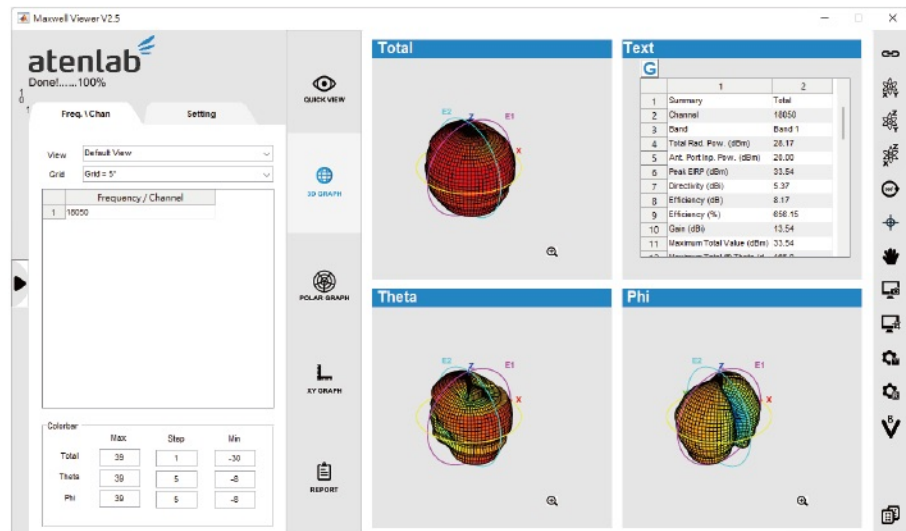 Maxwell Viewer V2.5
atenlab
Done!......100%
Freq. \ Chan
Setting
View
Default View
Grid
Grid = 5°
Frequency / Channel
1
18050
Colorbar
Max
Step
Min
Total
39
1
-30
Theta
39
5
-8
Phi
39
5
-8
QUICK VIEW
3D GRAPH
POLAR GRAPH
XY GRAPH
REPORT
Total
E2
Z
E1
X
Text
G
1 2
1 Summary Total
2 Channel 18050
3 Band Band 1
4 Total Rad. Pow. (dBm) 28.17
5 Ant. Port Inp. Pow. (dBm) 20.00
6 Peak EIRP (dBm) 33.54
7 Directivity (dBi) 5.37
8 Efficiency (dB) 8.17
9 Efficiency (%) 656.15
10 Gain (dBi) 13.54
11 Maximum Total Value (dBm) 33.54
Theta
E2
Z
E1
X
Phi
E2
Z
E1
X